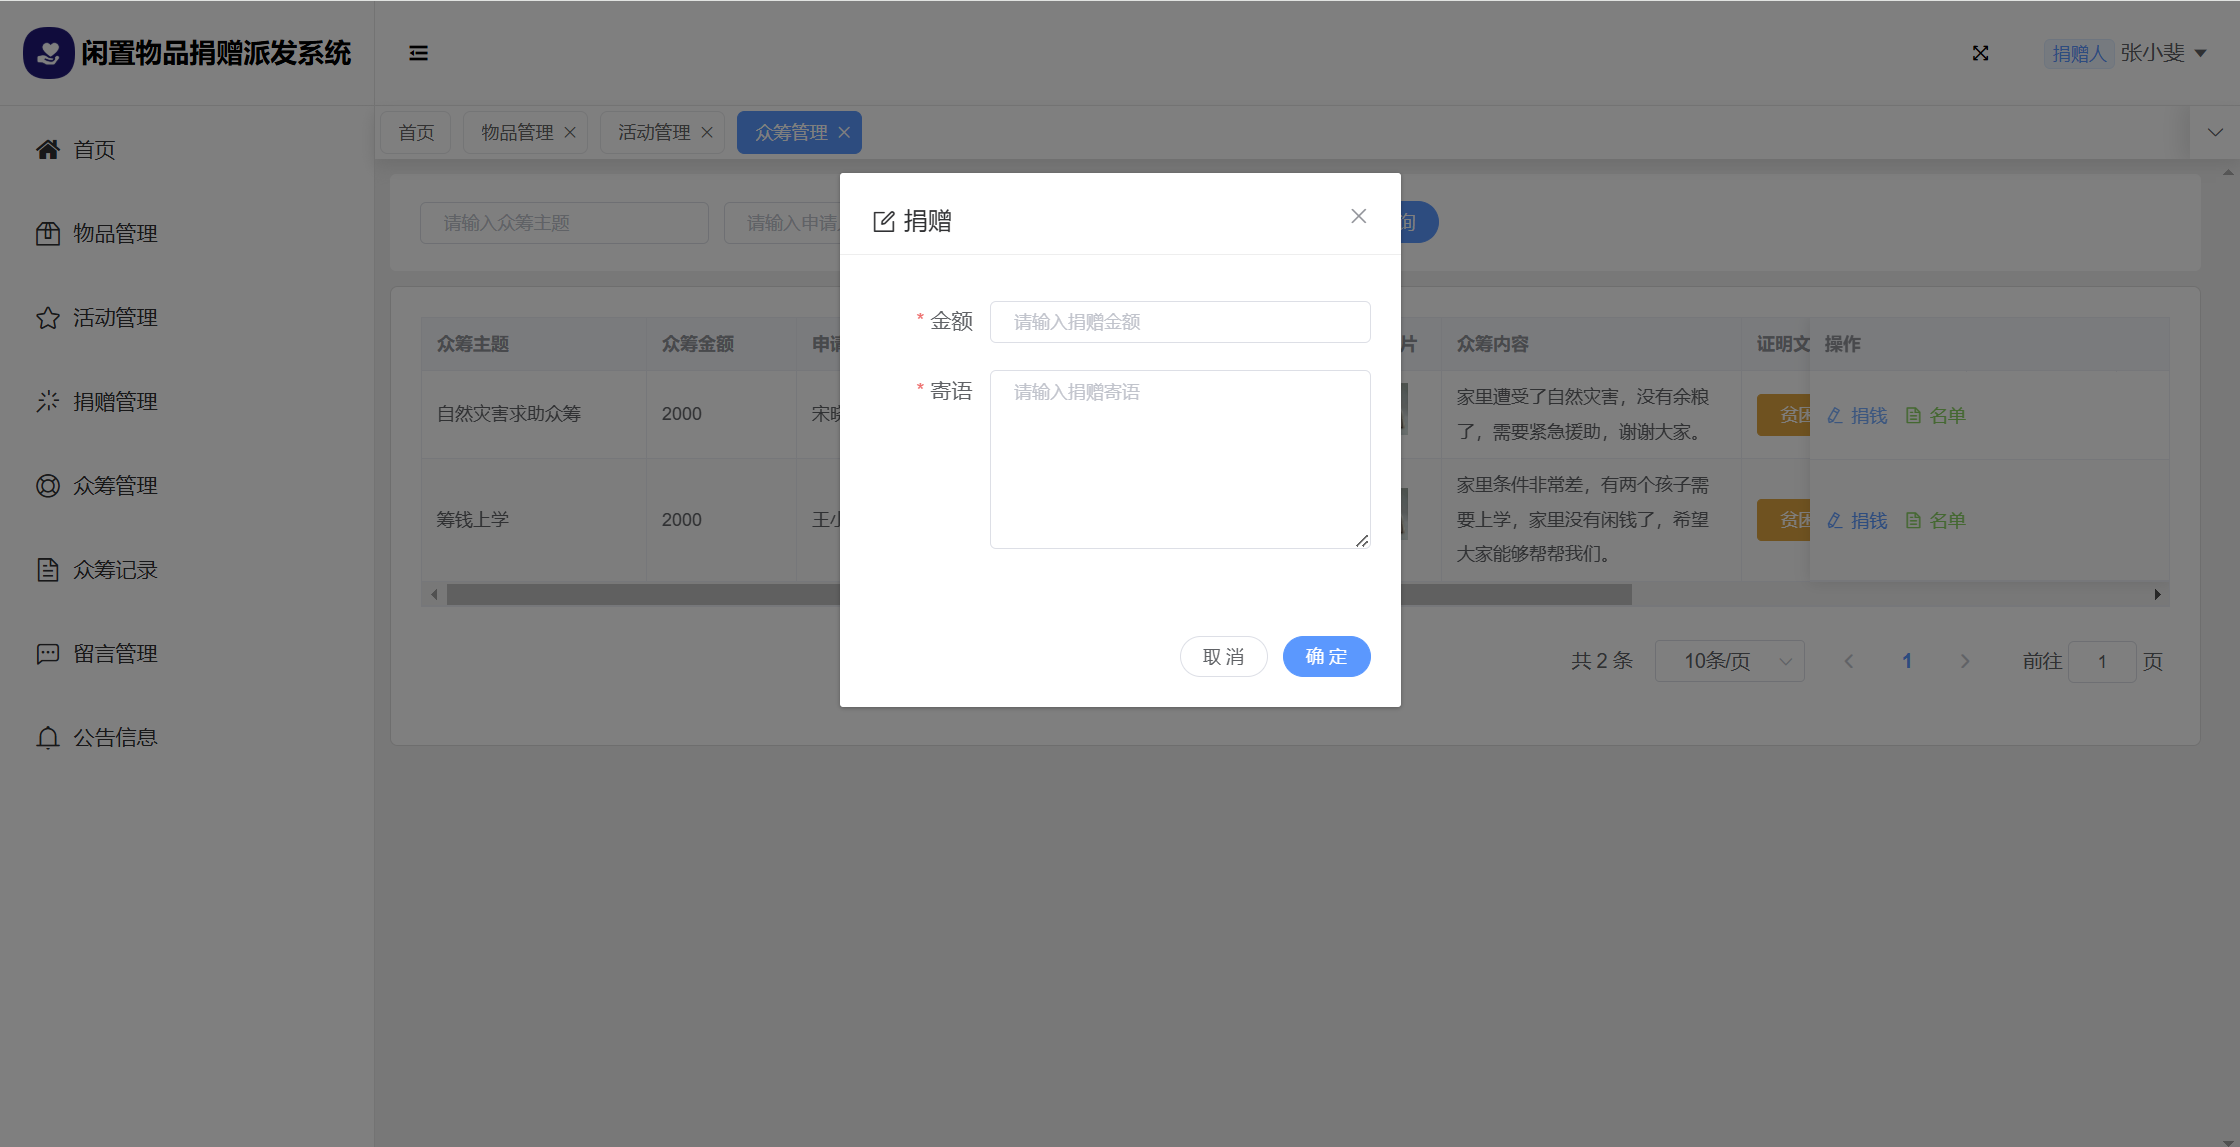 闲置物品捐赠派发系统
捐赠人 张小斐
首页
物品管理
活动管理
捐赠管理
众筹管理
众筹记录
留言管理
公告信息
首页 物品管理 活动管理 众筹管理
请输入众筹主题 请输入申请 询
众筹主题 众筹金额 申请 片 众筹内容 证明文 操作
自然灾害求助众筹 2000 家里遭受了自然灾害，没有余粮
了，需要紧急援助，谢谢大家。
贫困 捐钱 名单
筹钱上学 2000 王小 家里条件非常差，有两个孩子需
要上学，家里没有闲钱了，希望
大家能够帮帮我们。
贫困 捐钱 名单
共 2 条 10条/页 1 前往 1 页
捐赠
* 金额 请输入捐赠金额
* 寄语 请输入捐赠寄语
取 消 确 定